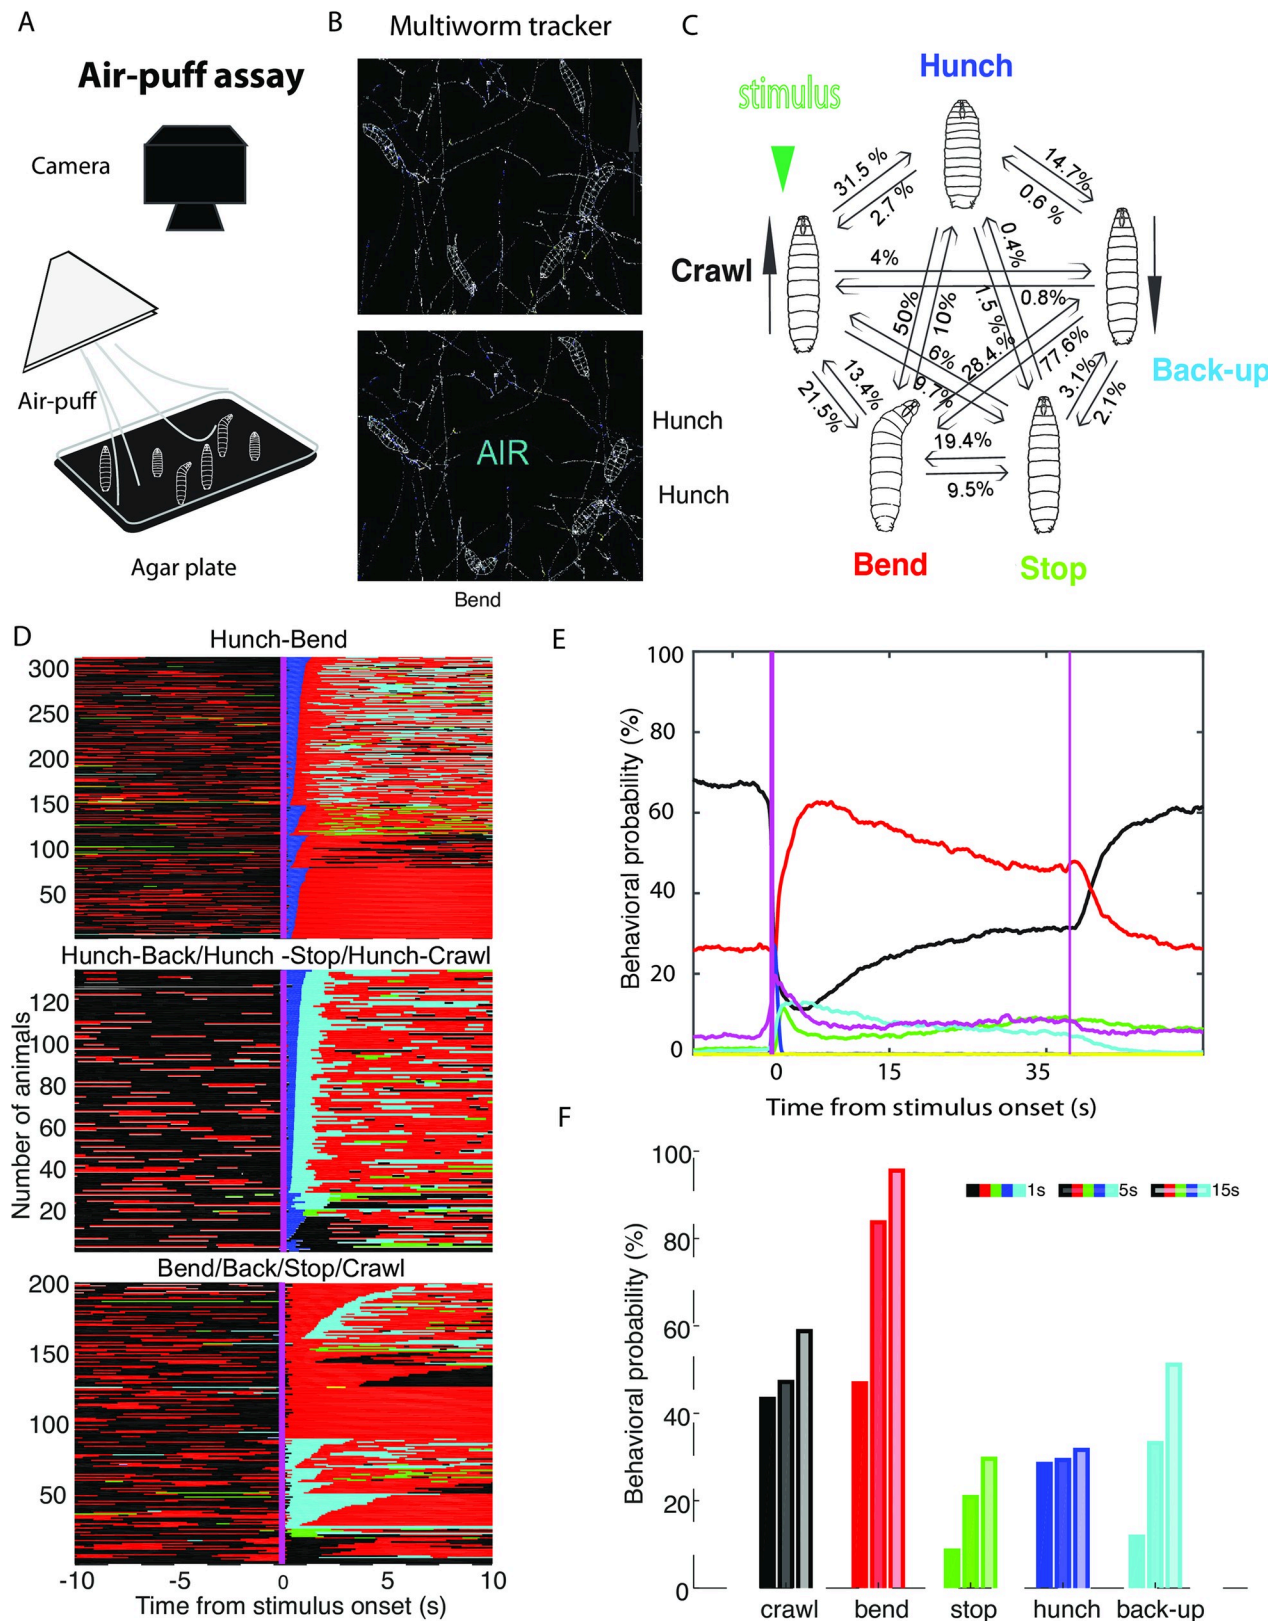 A
Air-puff assay
Camera
Air-puff
Agar plate
B
Multiworm tracker
AIR
Hunch
Hunch
Bend
C
stimulus
Hunch
Crawl
Back-up
Bend
Stop
31.5 %
2.7 %
14.7%
0.6 %
4%
0.8%
0.4%
1.5 %
50%
10%
6%
9.7%
28.4.%
77.6%
13.4%
21.5%
3.1%
2.1%
19.4%
9.5%
D
Hunch-Bend
300
250
200
150
100
50
Hunch-Back/Hunch -Stop/Hunch-Crawl
120
100
80
60
40
20
Number of animals
Bend/Back/Stop/Crawl
200
150
100
50
-10
-5
0
5
10
Time from stimulus onset (s)
E
100
80
60
40
20
0
Behavioral probability (%)
0
15
35
Time from stimulus onset (s)
F
100
80
60
40
20
0
Behavioral probability (%)
1s
5s
15s
crawl
bend
stop
hunch
back-up